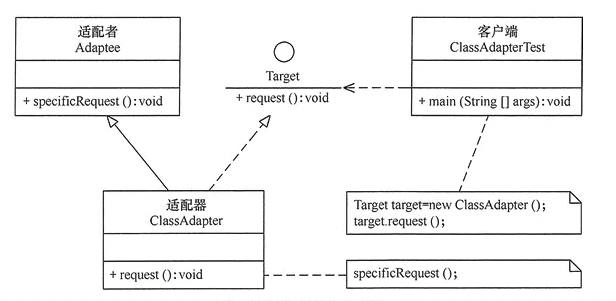 适配者
Adaptee
+ specificRequest ():void
Target
+ request ():void
客户端
ClassAdapterTest
+ main (String [] args):void
适配器
ClassAdapter
+ request ():void
Target target=new ClassAdapter ();
target.request ();
specificRequest ();